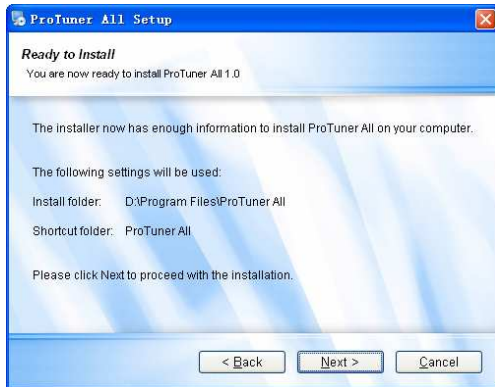 ProTuner All Setup
Ready to Install
You are now ready to install ProTuner All 1.0
The installer now has enough information to install ProTuner All on your computer.
The following settings will be used:
Install folder: D:\Program Files\ProTuner All
Shortcut folder: ProTuner All
Please click Next to proceed with the installation.
< Back Next > Cancel